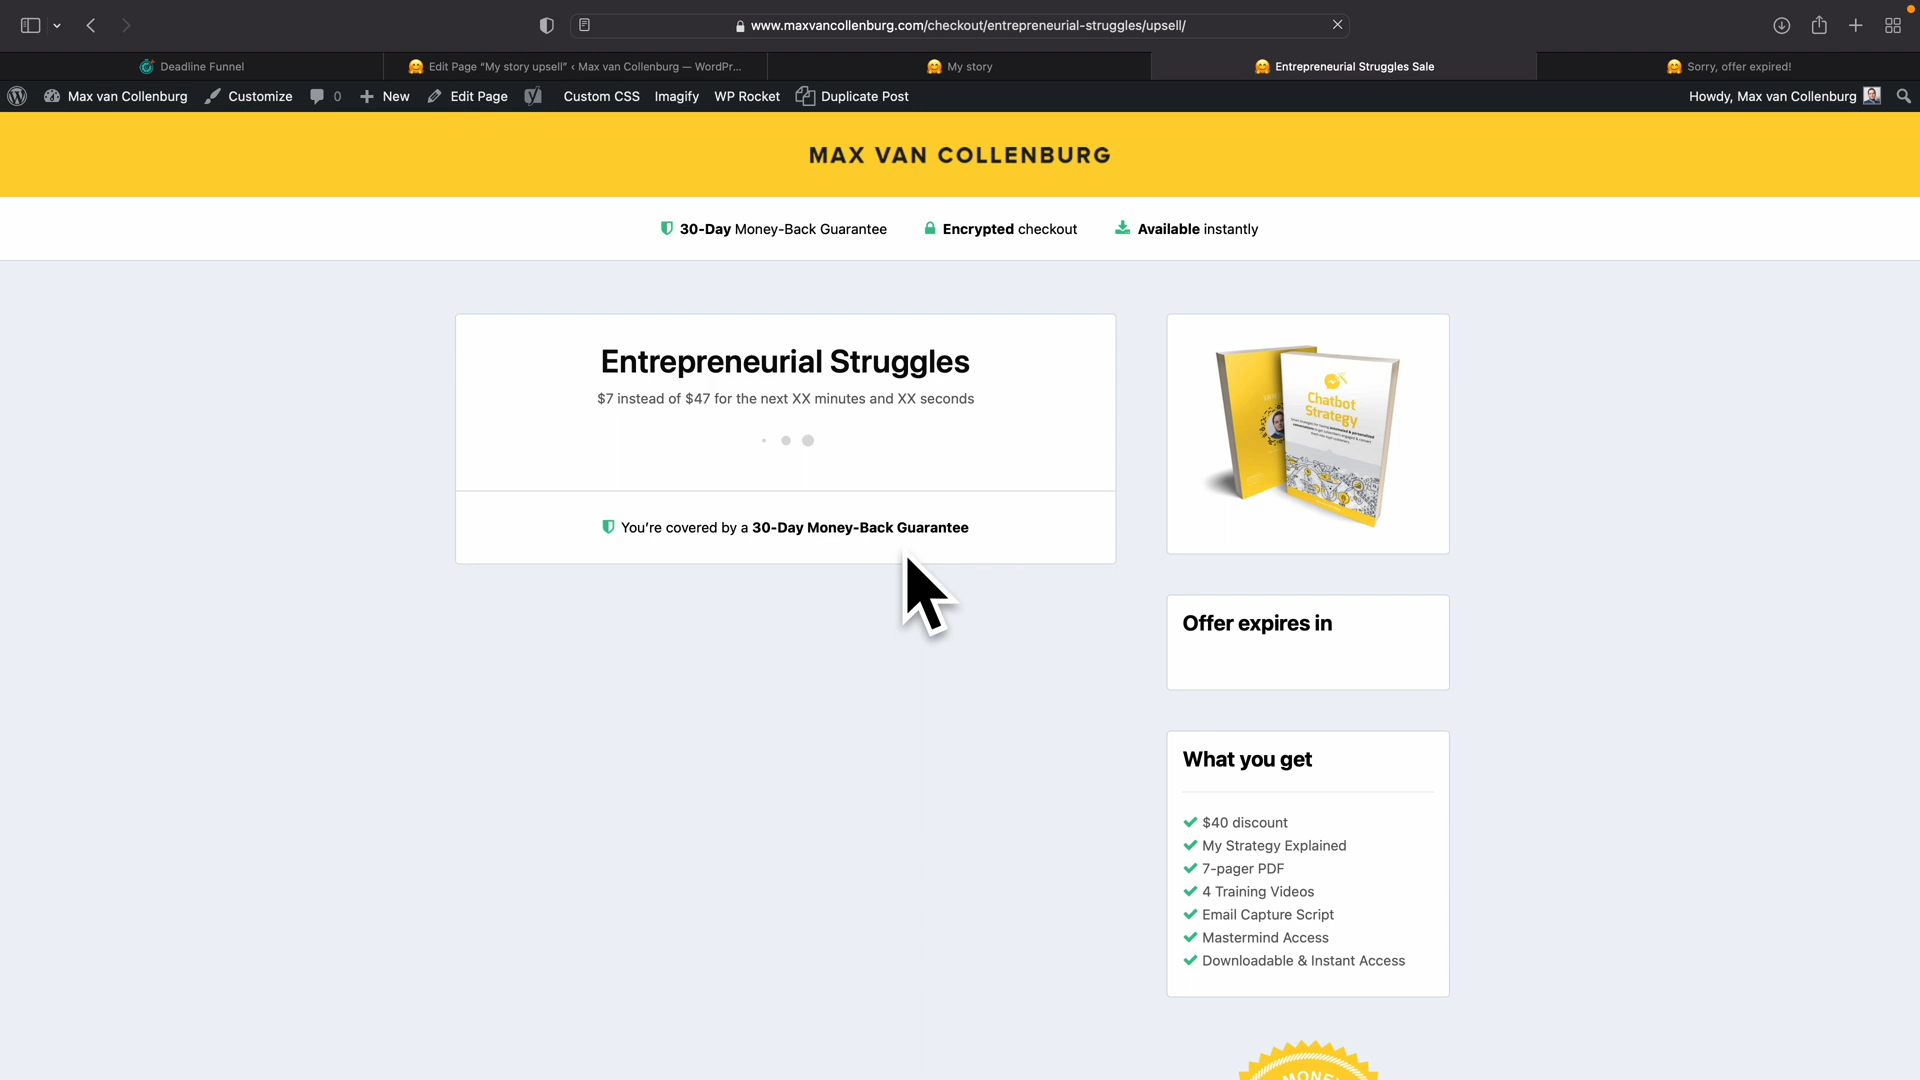 www.maxvancollenburg.com/checkout/entrepreneurial-struggles/upsell/
Deadline Funnel
Edit Page “My story upsell” ‹ Max van Collenburg — WordPr...
My story
Entrepreneurial Struggles Sale
Sorry, offer expired!
Max van Collenburg
Customize
0
New
Edit Page
Custom CSS
Imagify
WP Rocket
Duplicate Post
Howdy, Max van Collenburg
MAX VAN COLLENBURG
30-Day Money-Back Guarantee
Encrypted checkout
Available instantly
Entrepreneurial Struggles
$7 instead of $47 for the next XX minutes and XX seconds
You’re covered by a 30-Day Money-Back Guarantee
Chatbot
Strategy
Offer expires in
What you get
$40 discount
My Strategy Explained
7-pager PDF
4 Training Videos
Email Capture Script
Mastermind Access
Downloadable & Instant Access